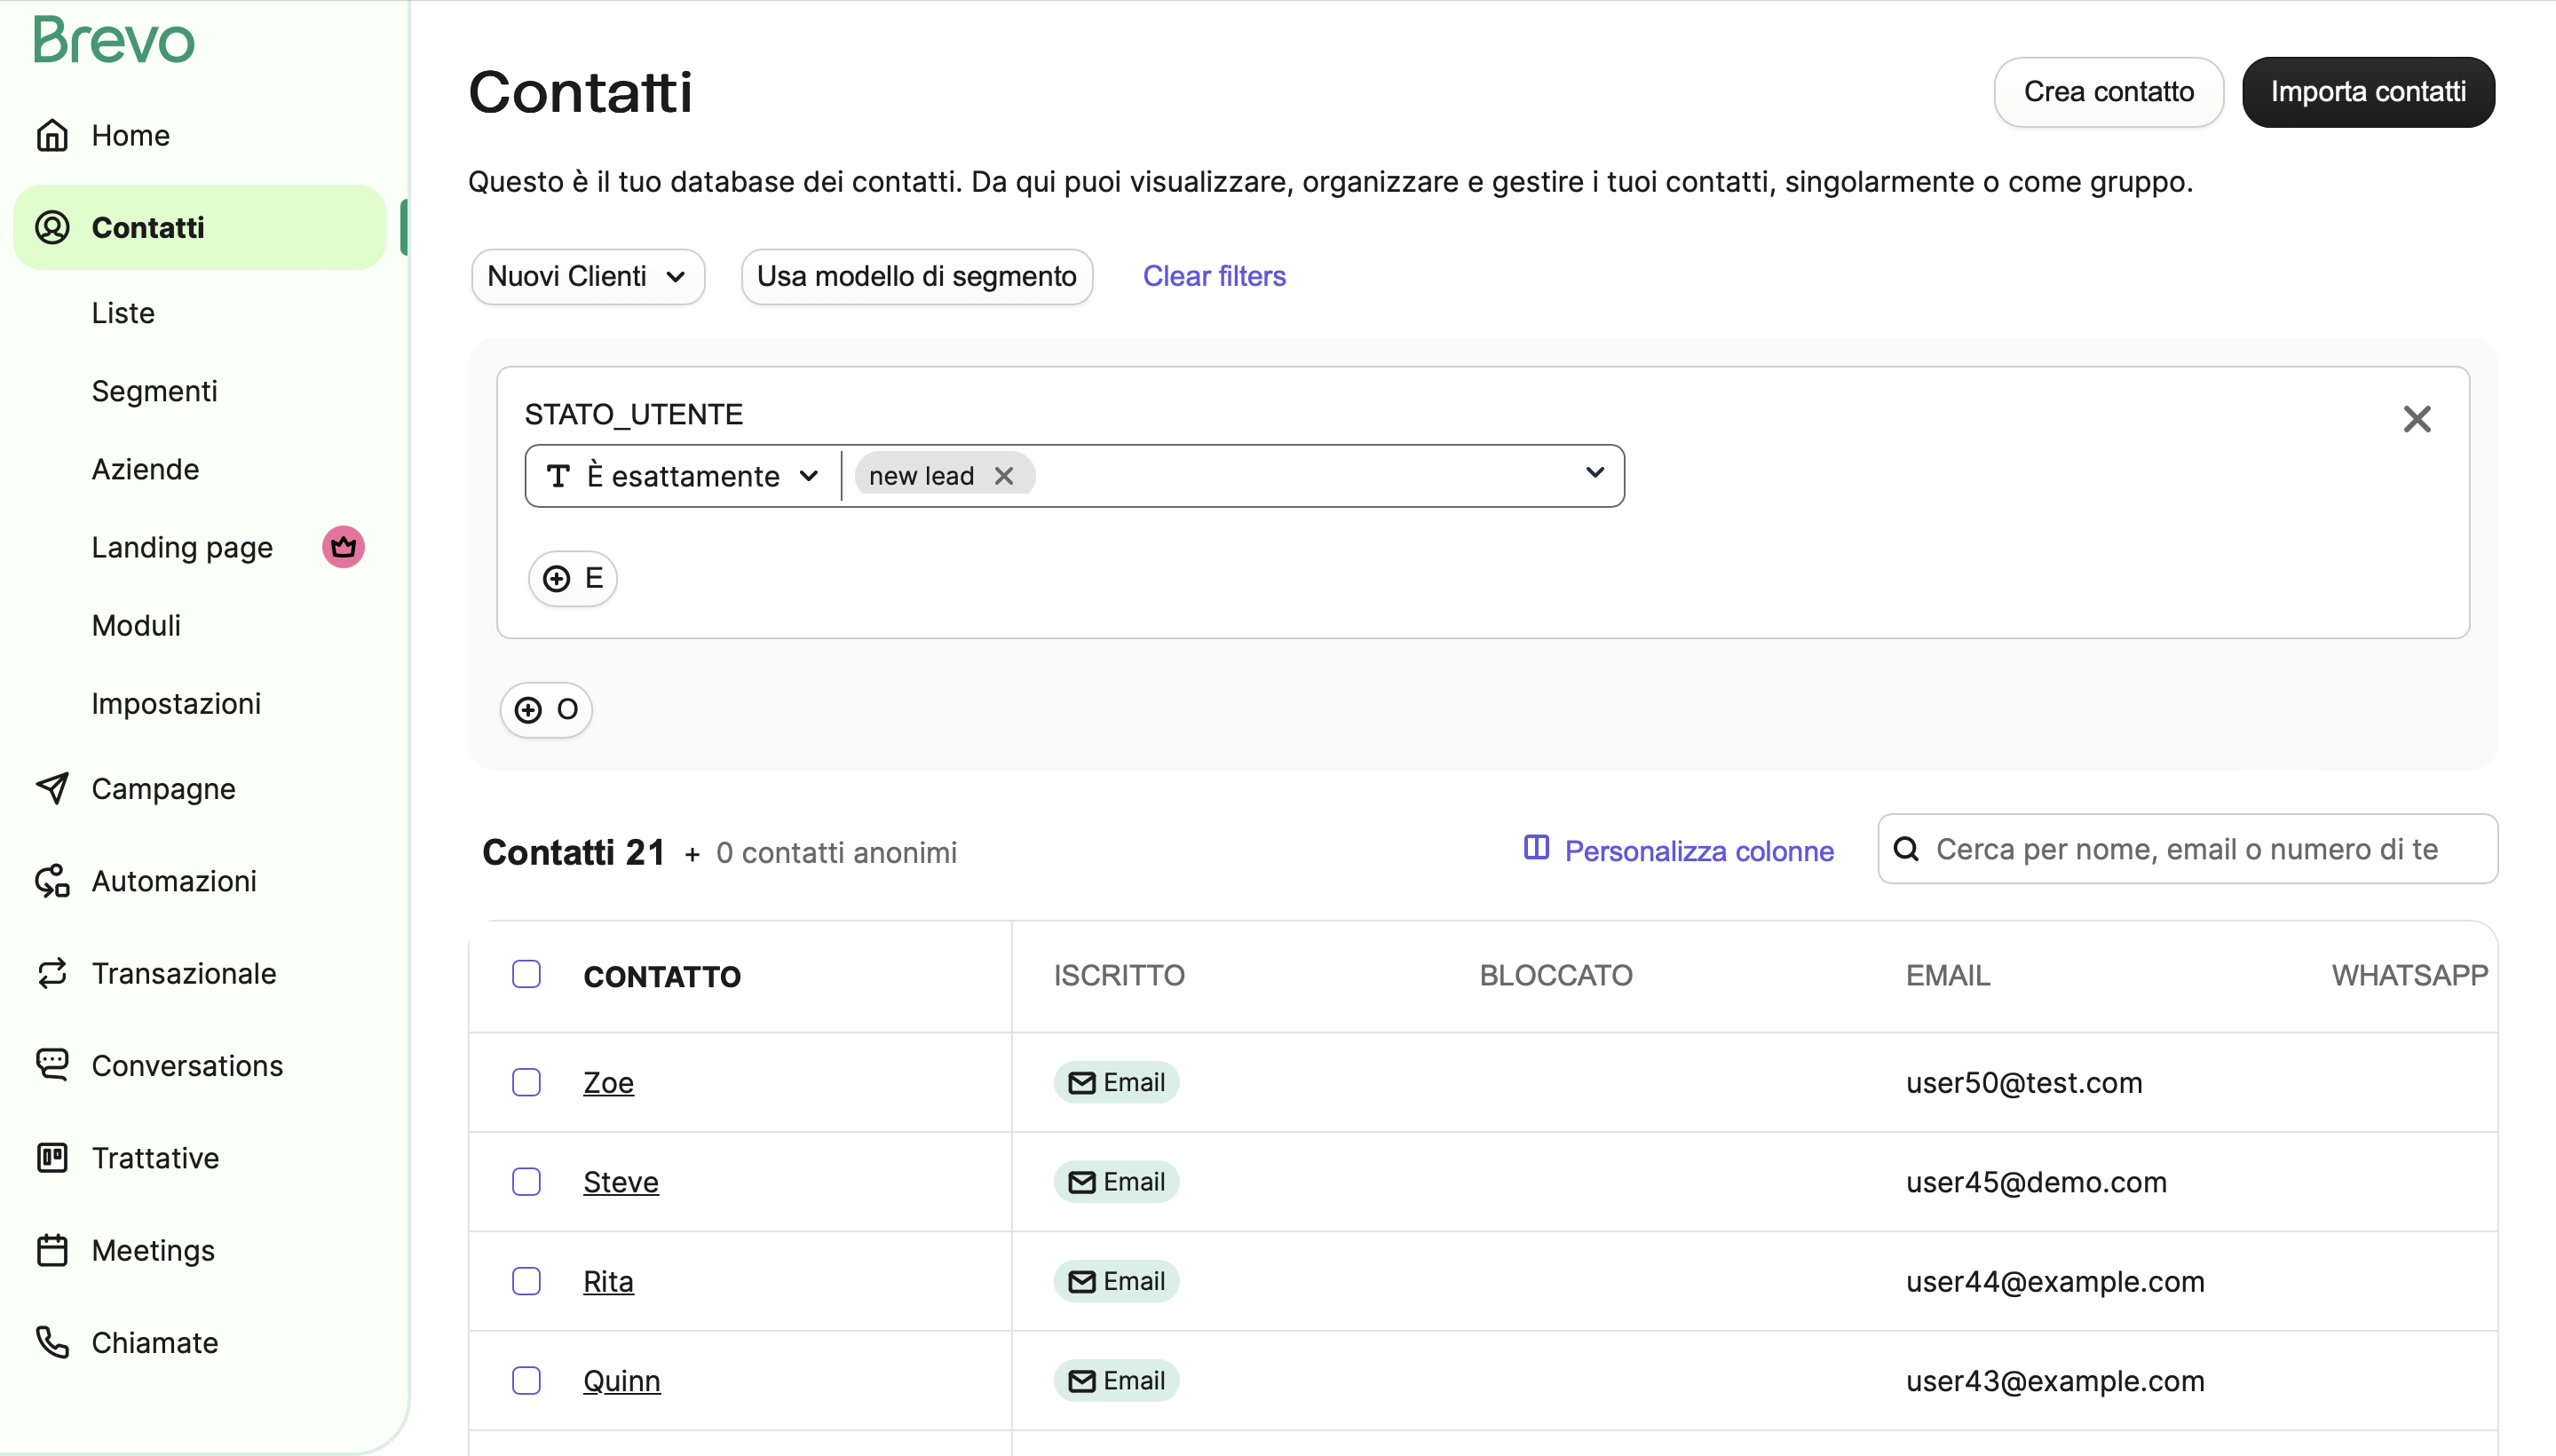 Brevo
Home
Contatti
Liste
Segmenti
Aziende
Landing page
Moduli
Impostazioni
Campagne
Automazioni
Transazionale
Conversations
Trattative
Meetings
Chiamate
Contatti
Crea contatto
Importa contatti
Questo è il tuo database dei contatti. Da qui puoi visualizzare, organizzare e gestire i tuoi contatti, singolarmente o come gruppo.
Nuovi Clienti
Usa modello di segmento
Clear filters
STATO_UTENTE
È esattamente
new lead
E
O
Contatti 21 + 0 contatti anonimi
Personalizza colonne
Cerca per nome, email o numero di te
CONTATTO ISCRITTO BLOCCATO EMAIL WHATSAPP
Zoe Email user50@test.com
Steve Email user45@demo.com
Rita Email user44@example.com
Quinn Email user43@example.com